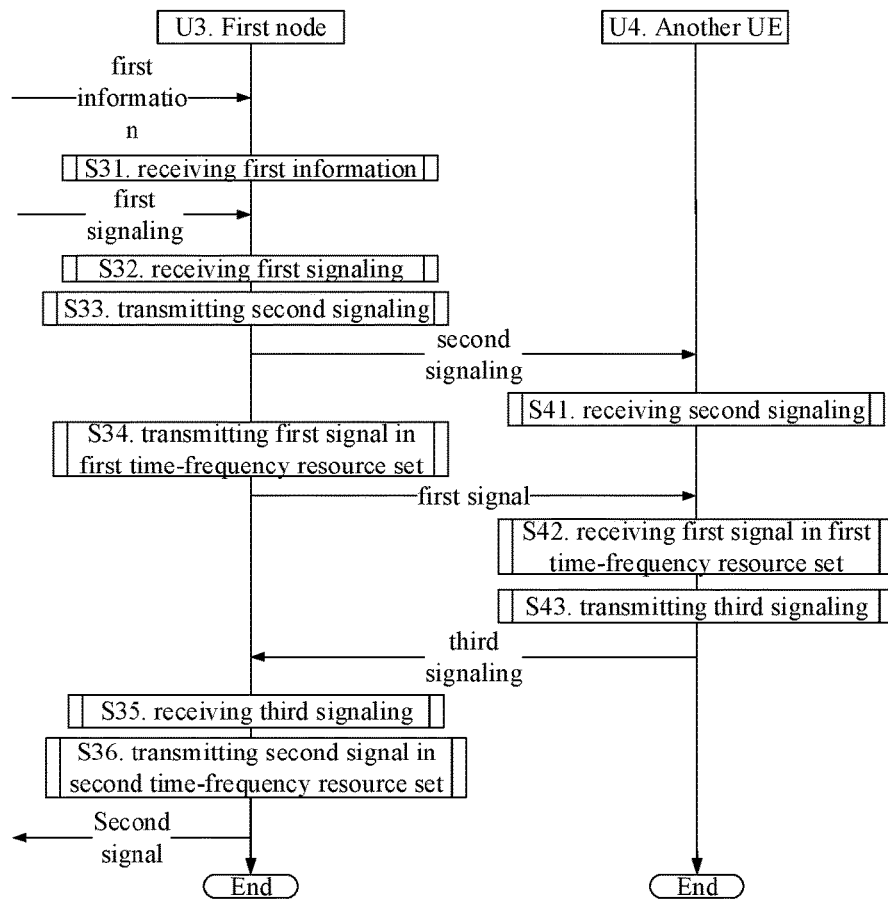 U3. First node
U4. Another UE
first
informatio
n
S31. receiving first information
first
signaling
S32. receiving first signaling
S33. transmitting second signaling
second
signaling
S41. receiving second signaling
S34. transmitting first signal in
first time-frequency resource set
first signal
S42. receiving first signal in first
time-frequency resource set
S43. transmitting third signaling
third
signaling
S35. receiving third signaling
S36. transmitting second signal in
second time-frequency resource set
Second
signal
End
End